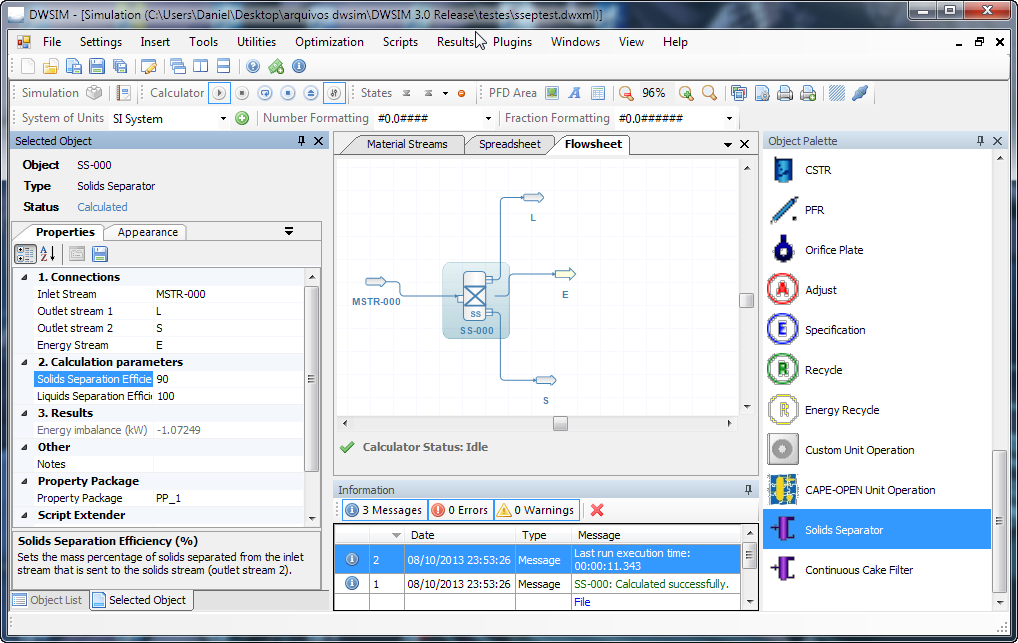 DWSIM - [Simulation (C:\Users\Daniel\Desktop\arquivos dwsim\DWSIM 3.0 Release\testes\sseptest.dwxml)]
File Settings Insert Tools Utilities Optimization Scripts Results Plugins Windows View Help
Simulation Calculator States PFD Area A 96%
System of Units SI System Number Formatting #0.0#### Fraction Formatting #0.0######
Selected Object
Object SS-000
Type Solids Separator
Status Calculated
Properties Appearance
A
Z
1. Connections
Inlet Stream MSTR-000
Outlet stream 1 L
Outlet stream 2 S
Energy Stream E
2. Calculation parameters
Solids Separation Efficie 90
Liquids Separation Efficie 100
3. Results
Energy imbalance (kW) -1.07249
Other
Notes
Property Package
Property Package PP_1
Script Extender
Solids Separation Efficiency (%)
Sets the mass percentage of solids separated from the inlet
stream that is sent to the solids stream (outlet stream 2).
Object List Selected Object
Material Streams Spreadsheet Flowsheet
L
E
MSTR-000
SS
SS-000
S
Calculator Status: Idle
Information
3 Messages 0 Errors 0 Warnings
Date Type Message
2 08/10/2013 23:53:26 Message Last run execution time:
00:00:11.343
1 08/10/2013 23:53:26 Message SS-000: Calculated successfully.
File
Object Palette
CSTR
PFR
Orifice Plate
A Adjust
E Specification
R Recycle
R Energy Recycle
Custom Unit Operation
CAPE-OPEN Unit Operation
Solids Separator
Continuous Cake Filter